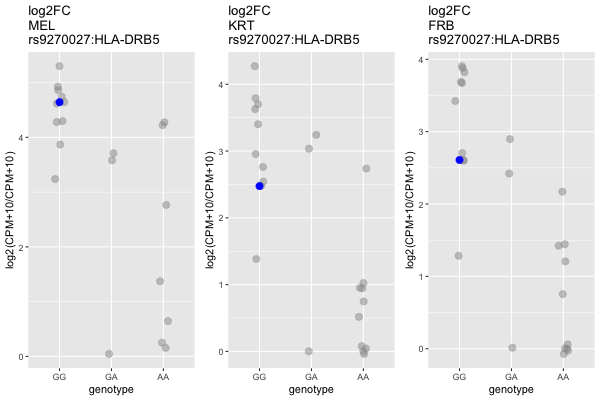 log2FC
MEL
rs9270027:HLA-DRB5
log2(CPM+10/CPM+10)
4
2
0
GG GA AA
genotype
log2FC
KRT
rs9270027:HLA-DRB5
log2(CPM+10/CPM+10)
4
3
2
1
0
GG GA AA
genotype
log2FC
FRB
rs9270027:HLA-DRB5
log2(CPM+10/CPM+10)
4
3
2
1
0
GG GA AA
genotype